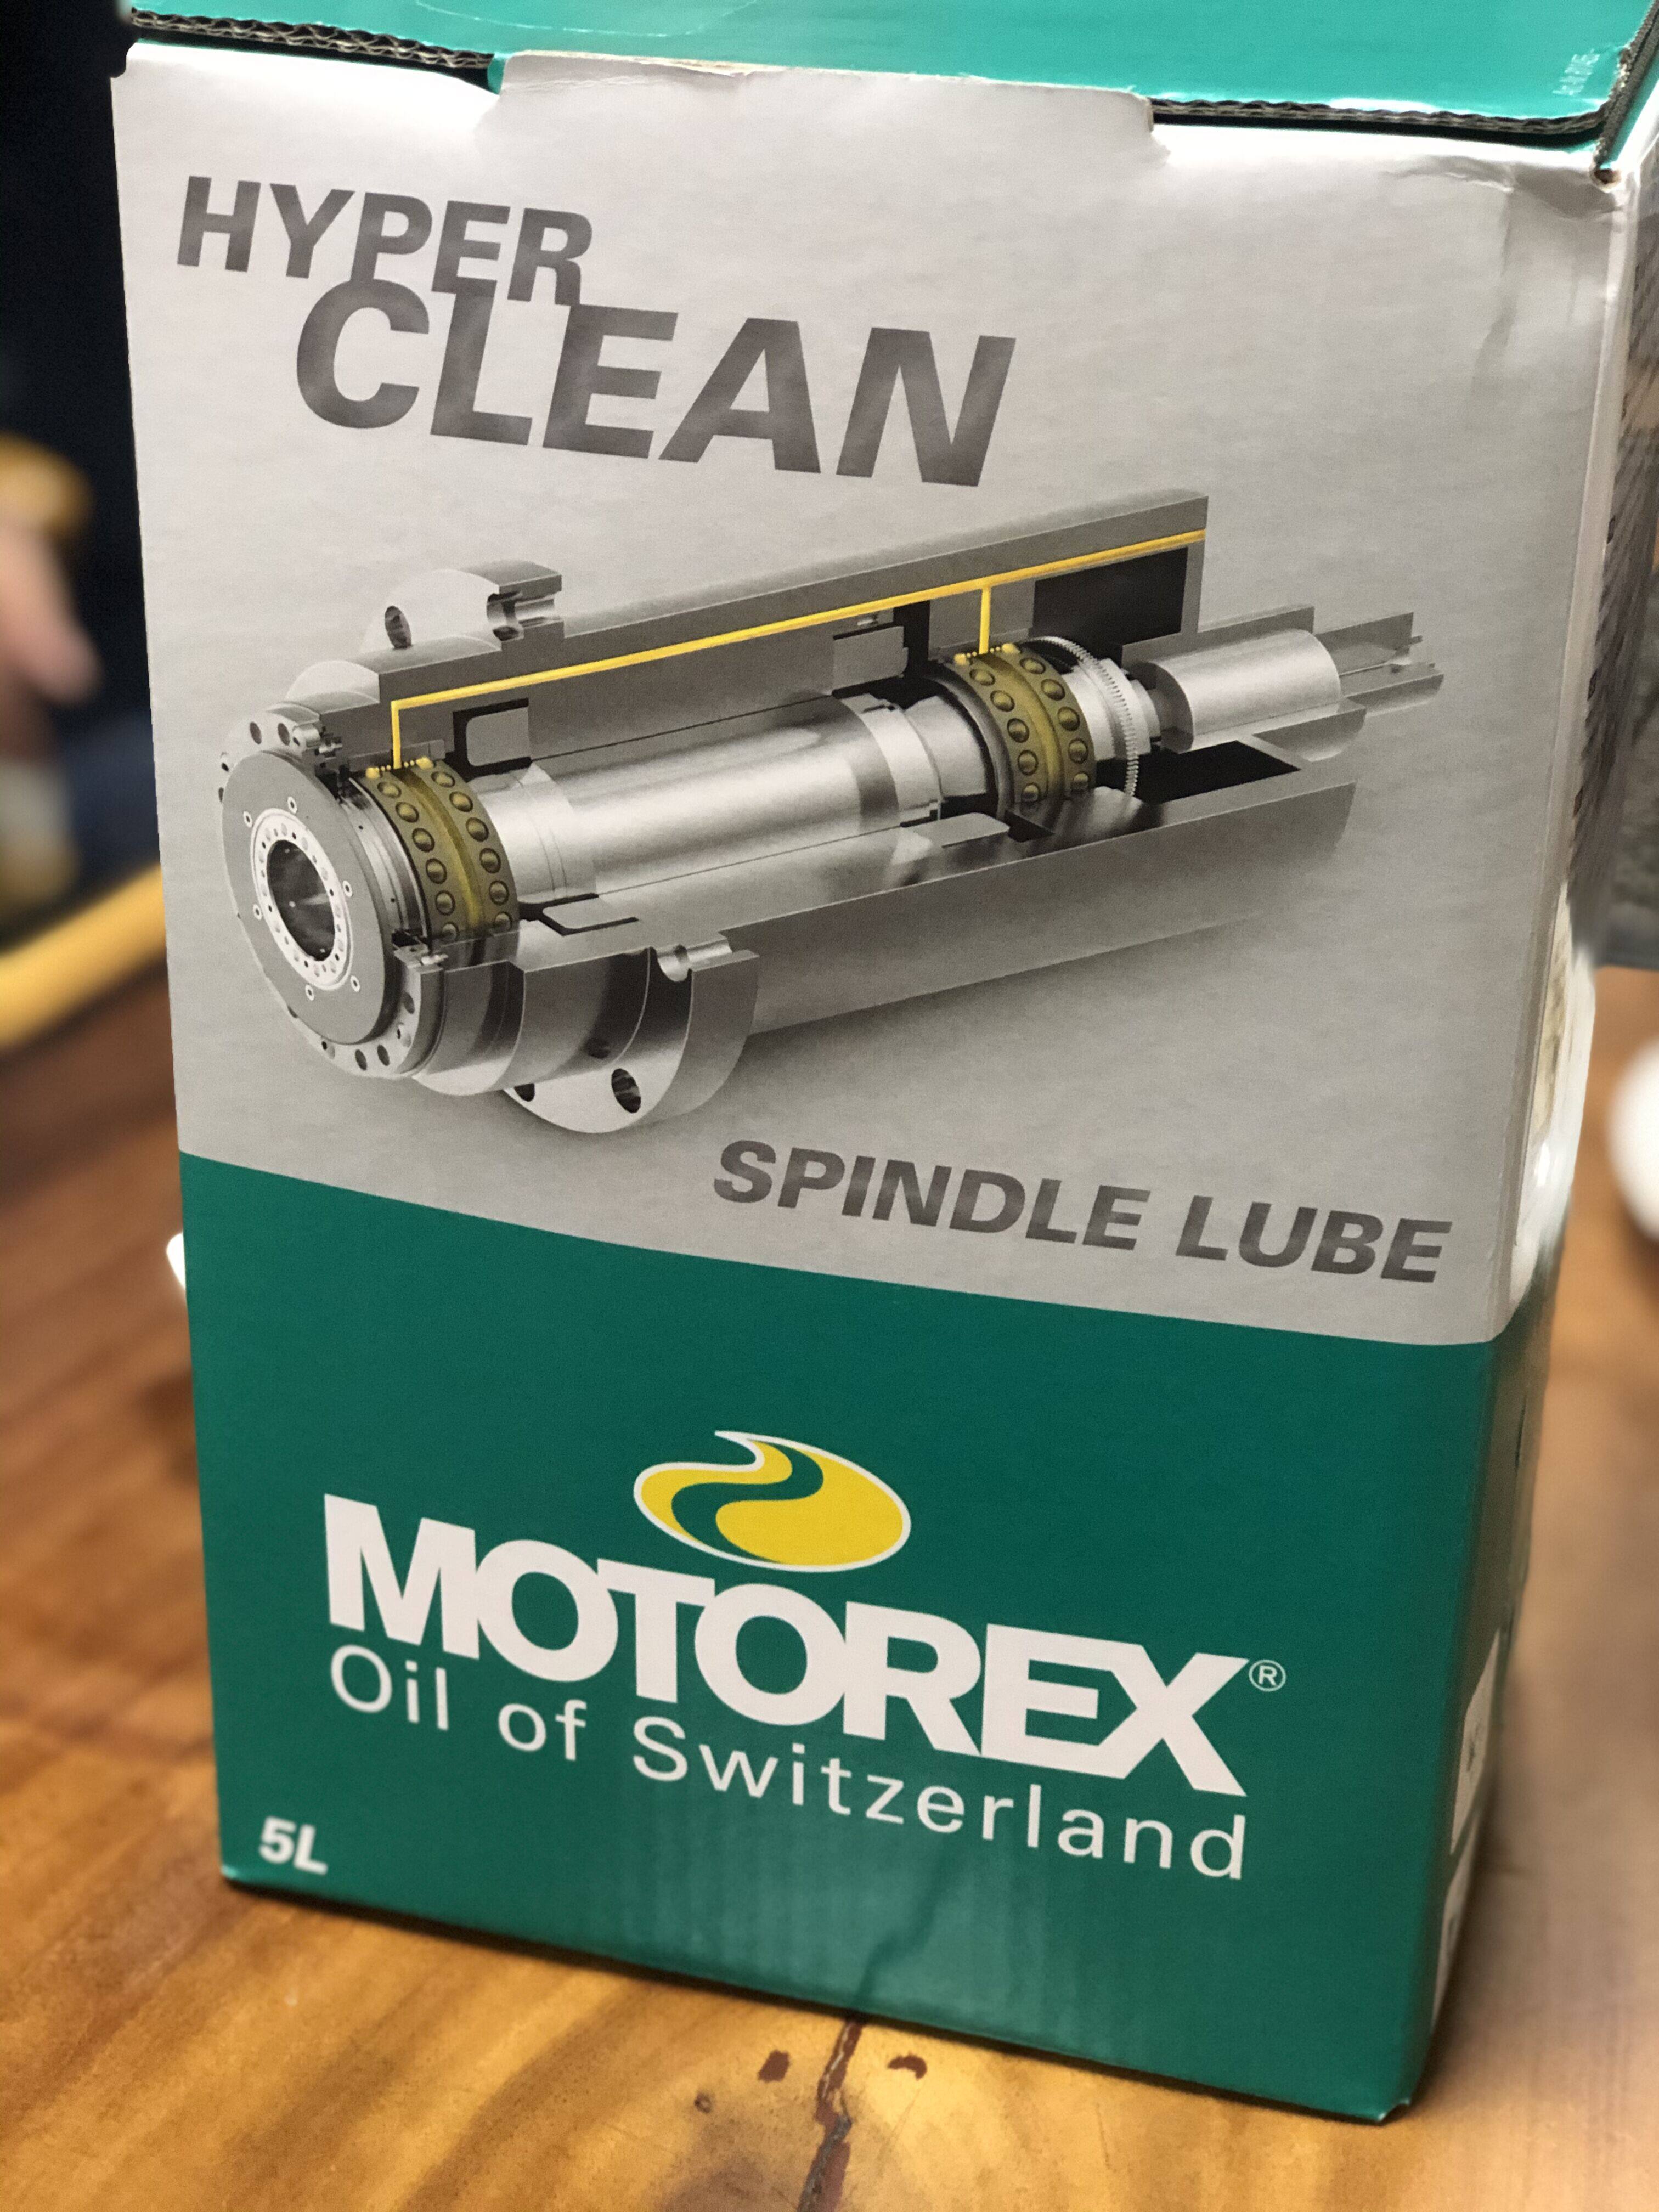 HYPER
CLEAN
SPINDLE LUBE
MOTOREX®
Oil of Switzerland
5L